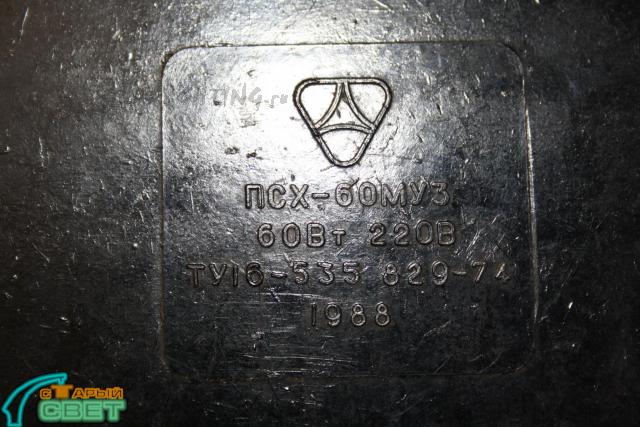 ПСХ-60МУ3
60Вт 220В
ТУ16-535 829-74
1988
сТарый
СВЕТ